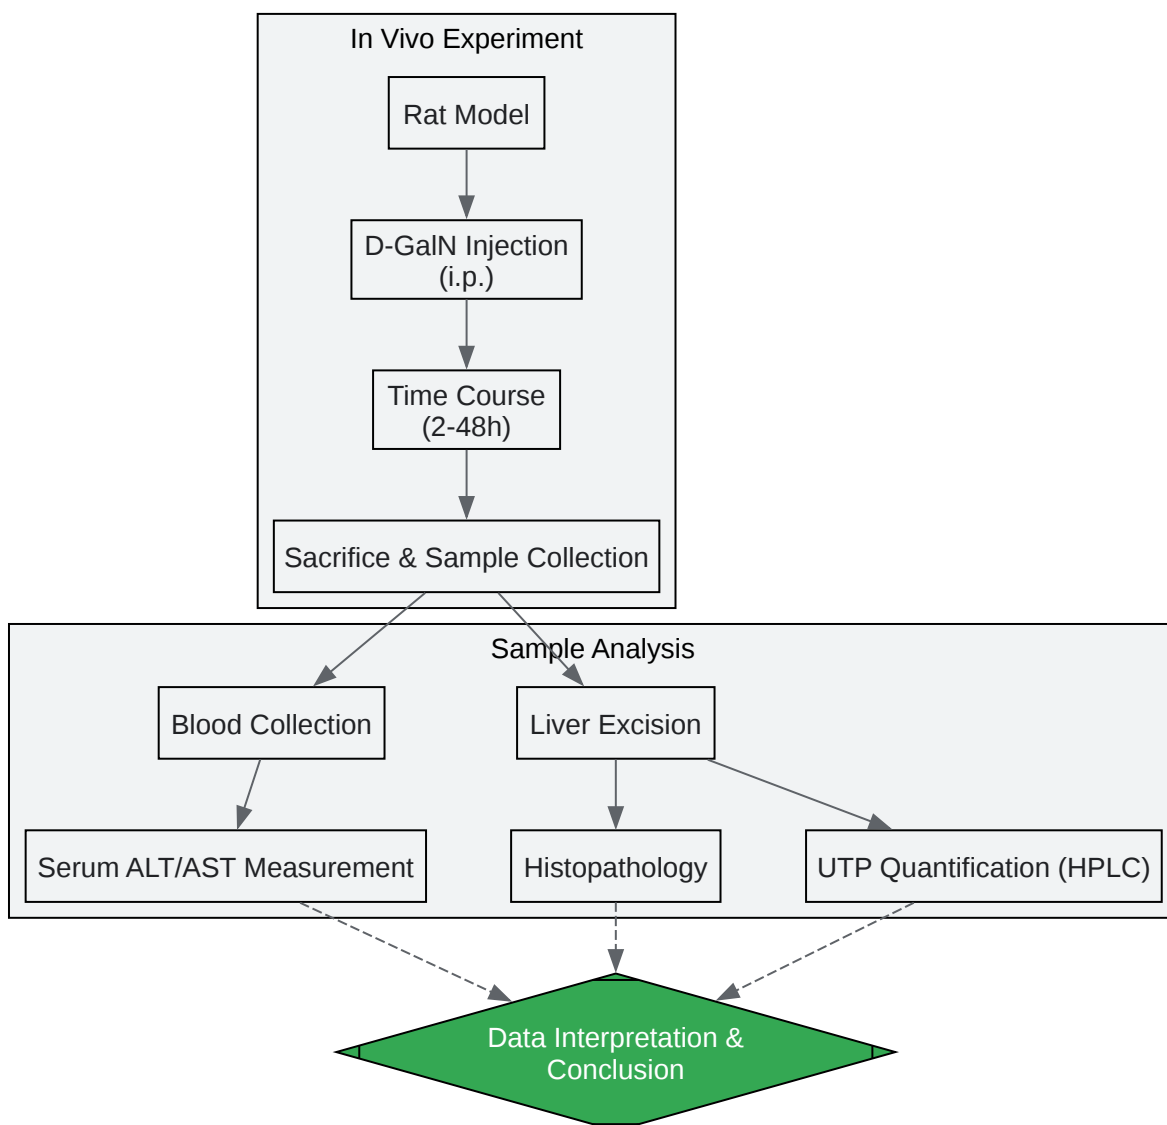 In Vivo Experiment
Rat Model
D-GalN Injection
(i.p.)
Time Course
(2-48h)
Sacrifice & Sample Collection
Sample Analysis
Blood Collection
Liver Excision
Serum ALT/AST Measurement
Histopathology
UTP Quantification (HPLC)
Data Interpretation &
Conclusion